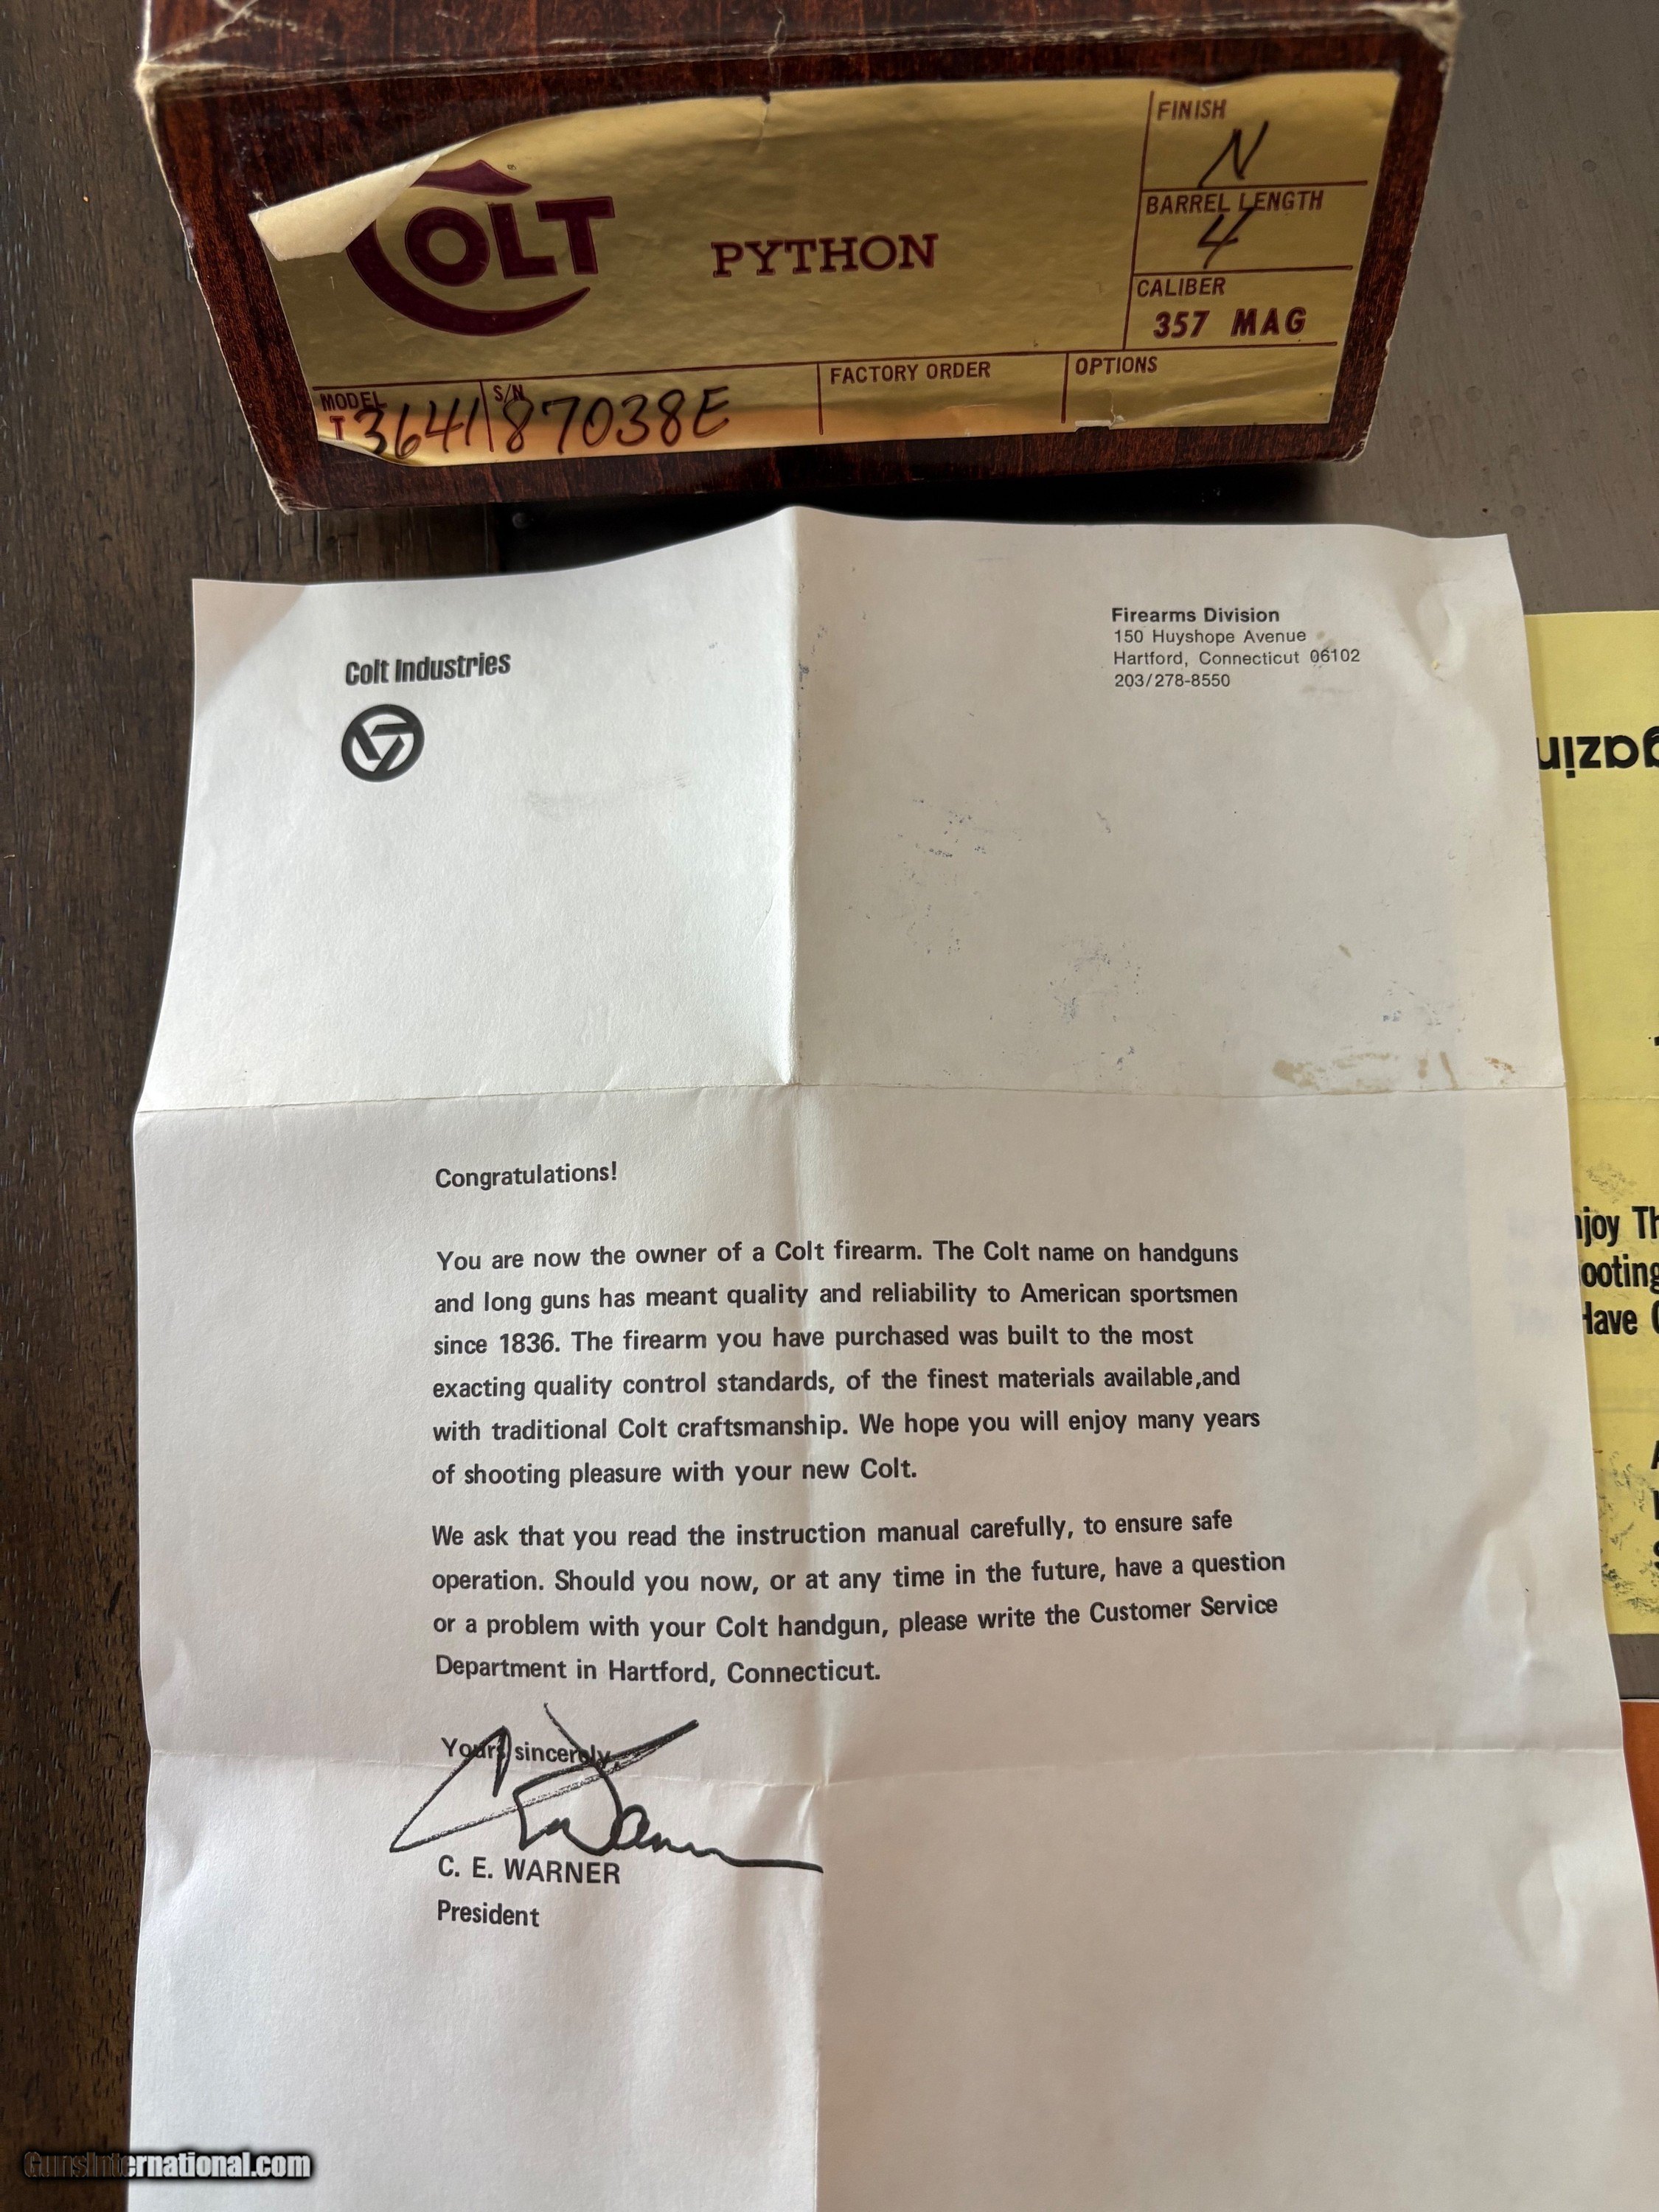 COLT
PYTHON
FINISH
N
BARREL LENGTH
4
CALIBER
357 MAG
MODEL
I3641
S/N
87038E
FACTORY ORDER
OPTIONS
Colt Industries
Firearms Division
150 Huyshope Avenue
Hartford, Connecticut 06102
203/278-8550
Congratulations!
You are now the owner of a Colt firearm. The Colt name on handguns
and long guns has meant quality and reliability to American sportsmen
since 1836. The firearm you have purchased was built to the most
exacting quality control standards, of the finest materials available,and
with traditional Colt craftsmanship. We hope you will enjoy many years
of shooting pleasure with your new Colt.
We ask that you read the instruction manual carefully, to ensure safe
operation. Should you now, or at any time in the future, have a question
or a problem with your Colt handgun, please write the Customer Service
Department in Hartford, Connecticut.
Yours sincerely,
C. E. WARNER
President
GunsInternational.com